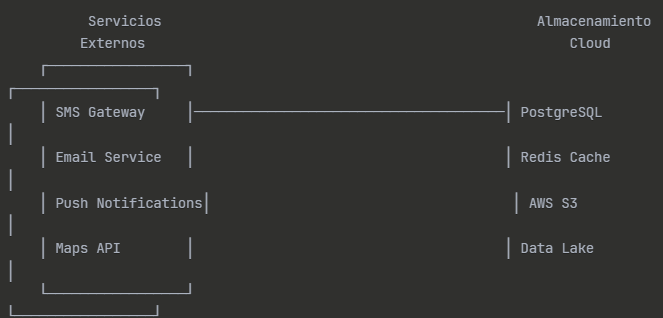 Servicios Almacenamiento
Externos Cloud
SMS Gateway PostgreSQL
Email Service Redis Cache
Push Notifications AWS S3
Maps API Data Lake